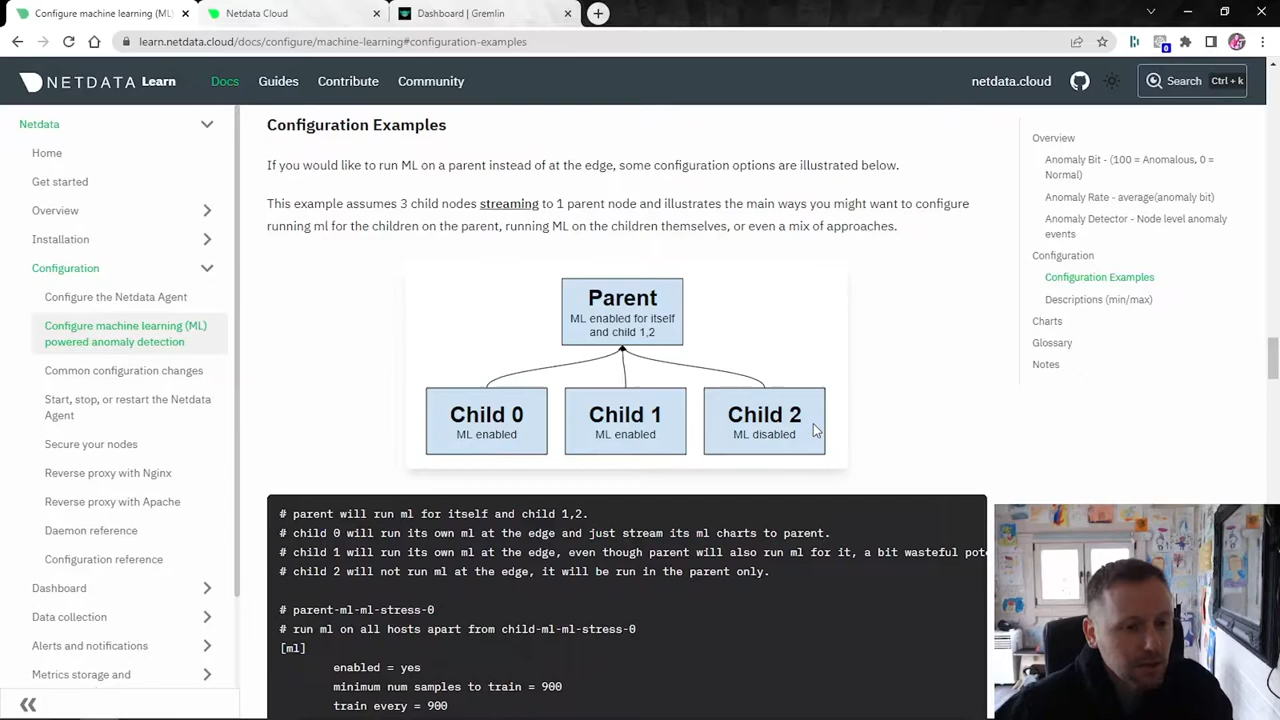 Configure machine learning (ML)
Netdata Cloud
Dashboard | Gremlin
learn.netdata.cloud/docs/configure/machine-learning#configuration-examples
0
NETDATA Learn
Docs
Guides
Contribute
Community
netdata.cloud
Search
Ctrl + k
Netdata
Home
Get started
Overview
Installation
Configuration
Configure the Netdata Agent
Configure machine learning (ML)
powered anomaly detection
Common configuration changes
Start, stop, or restart the Netdata
Agent
Secure your nodes
Reverse proxy with Nginx
Reverse proxy with Apache
Daemon reference
Configuration reference
Dashboard
Data collection
Alerts and notifications
Metrics storage and
Configuration Examples
If you would like to run ML on a parent instead of at the edge, some configuration options are illustrated below.
This example assumes 3 child nodes streaming to 1 parent node and illustrates the main ways you might want to configure
running ml for the children on the parent, running ML on the children themselves, or even a mix of approaches.
Parent
ML enabled for itself
and child 1,2
Child 0
ML enabled
Child 1
ML enabled
Child 2
ML disabled
# parent will run ml for itself and child 1,2.
# child 0 will run its own ml at the edge and just stream its ml charts to parent.
# child 1 will run its own ml at the edge, even though parent will also run ml for it, a bit wasteful pot
# child 2 will not run ml at the edge, it will be run in the parent only.
# parent-ml-ml-stress-0
# run ml on all hosts apart from child-ml-ml-stress-0
[ml]
enabled = yes
minimum num samples to train = 900
train every = 900
Overview
Anomaly Bit - (100 = Anomalous, 0 =
Normal)
Anomaly Rate - average(anomaly bit)
Anomaly Detector - Node level anomaly
events
Configuration
Configuration Examples
Descriptions (min/max)
Charts
Glossary
Notes